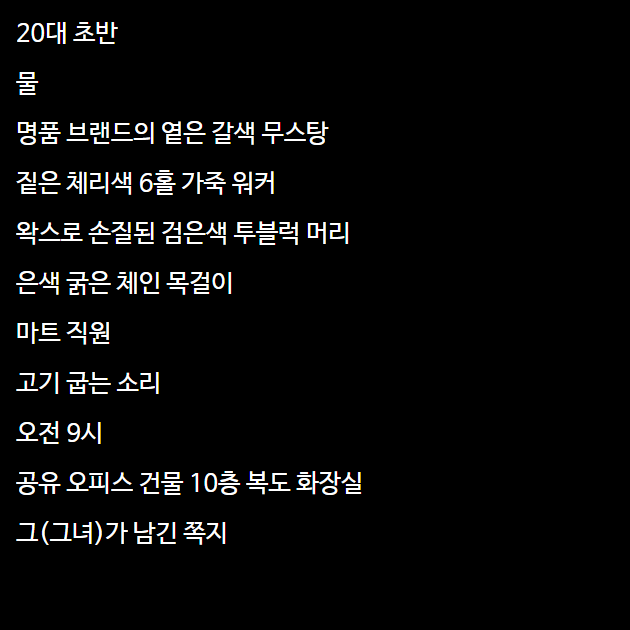 20대 초반
물
명품 브랜드의 옅은 갈색 무스탕
짙은 체리색 6홀 가죽 워커
왁스로 손질된 검은색 투블럭 머리
은색 굵은 체인 목걸이
마트 직원
고기 굽는 소리
오전 9시
공유 오피스 건물 10층 복도 화장실
그(그녀)가 남긴 쪽지